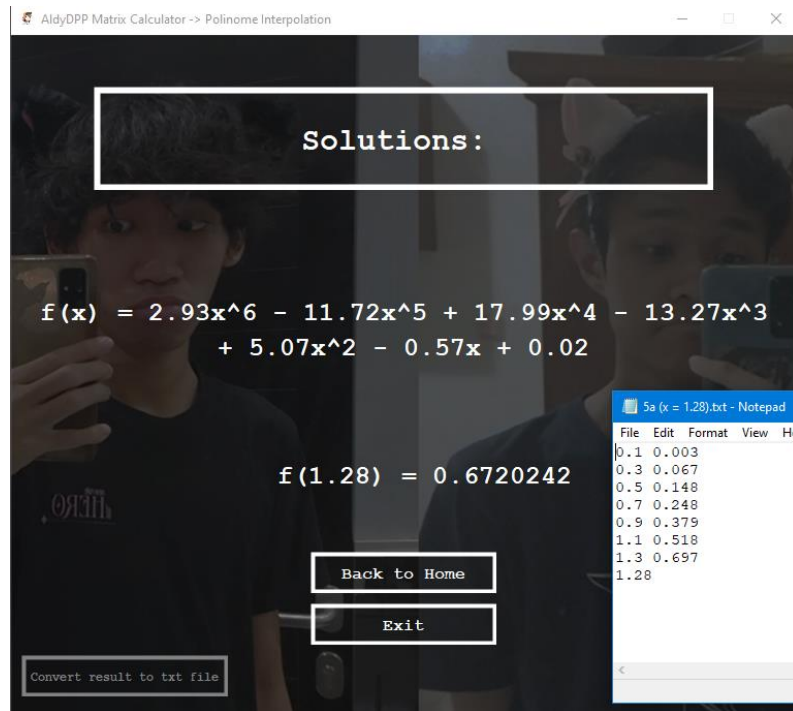 AldyDPP Matrix Calculator -> Polinome Interpolation
Solutions:
f(x) = 2.93x^6 - 11.72x^5 + 17.99x^4 - 13.27x^3
+ 5.07x^2 - 0.57x + 0.02
f(1.28) = 0.6720242
Back to Home
Exit
Convert result to txt file
5a (x = 1.28).txt - Notepad
File Edit Format View H
0.1 0.003
0.3 0.067
0.5 0.148
0.7 0.248
0.9 0.379
1.1 0.518
1.3 0.697
1.28